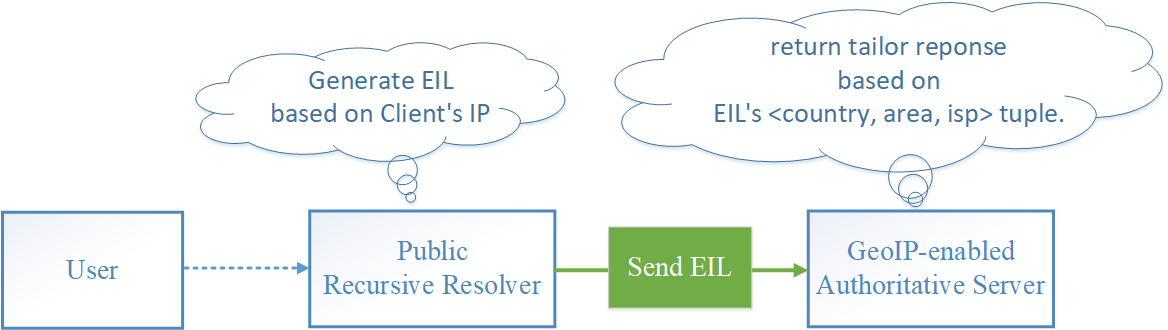 Generate EIL
based on Client's IP
return tailor reponse
based on
EIL's <country, area, isp> tuple.
User
Public
Recursive Resolver
Send EIL
GeoIP-enabled
Authoritative Server